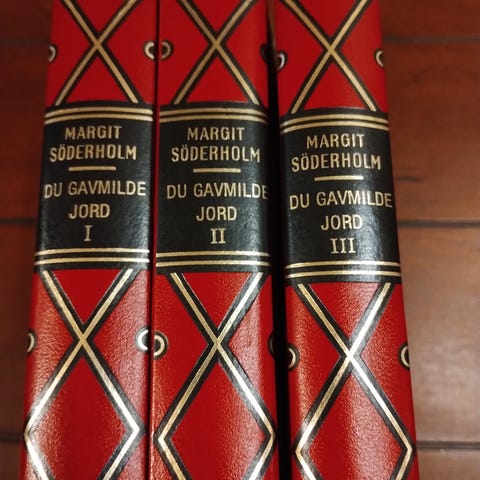 MARGIT
SÖDERHOLM
DU GAVMILDE
JORD
I
MARGIT
SÖDERHOLM
DU GAVMILDE
JORD
II
MARGIT
SÖDERHOLM
DU GAVMILDE
JORD
III